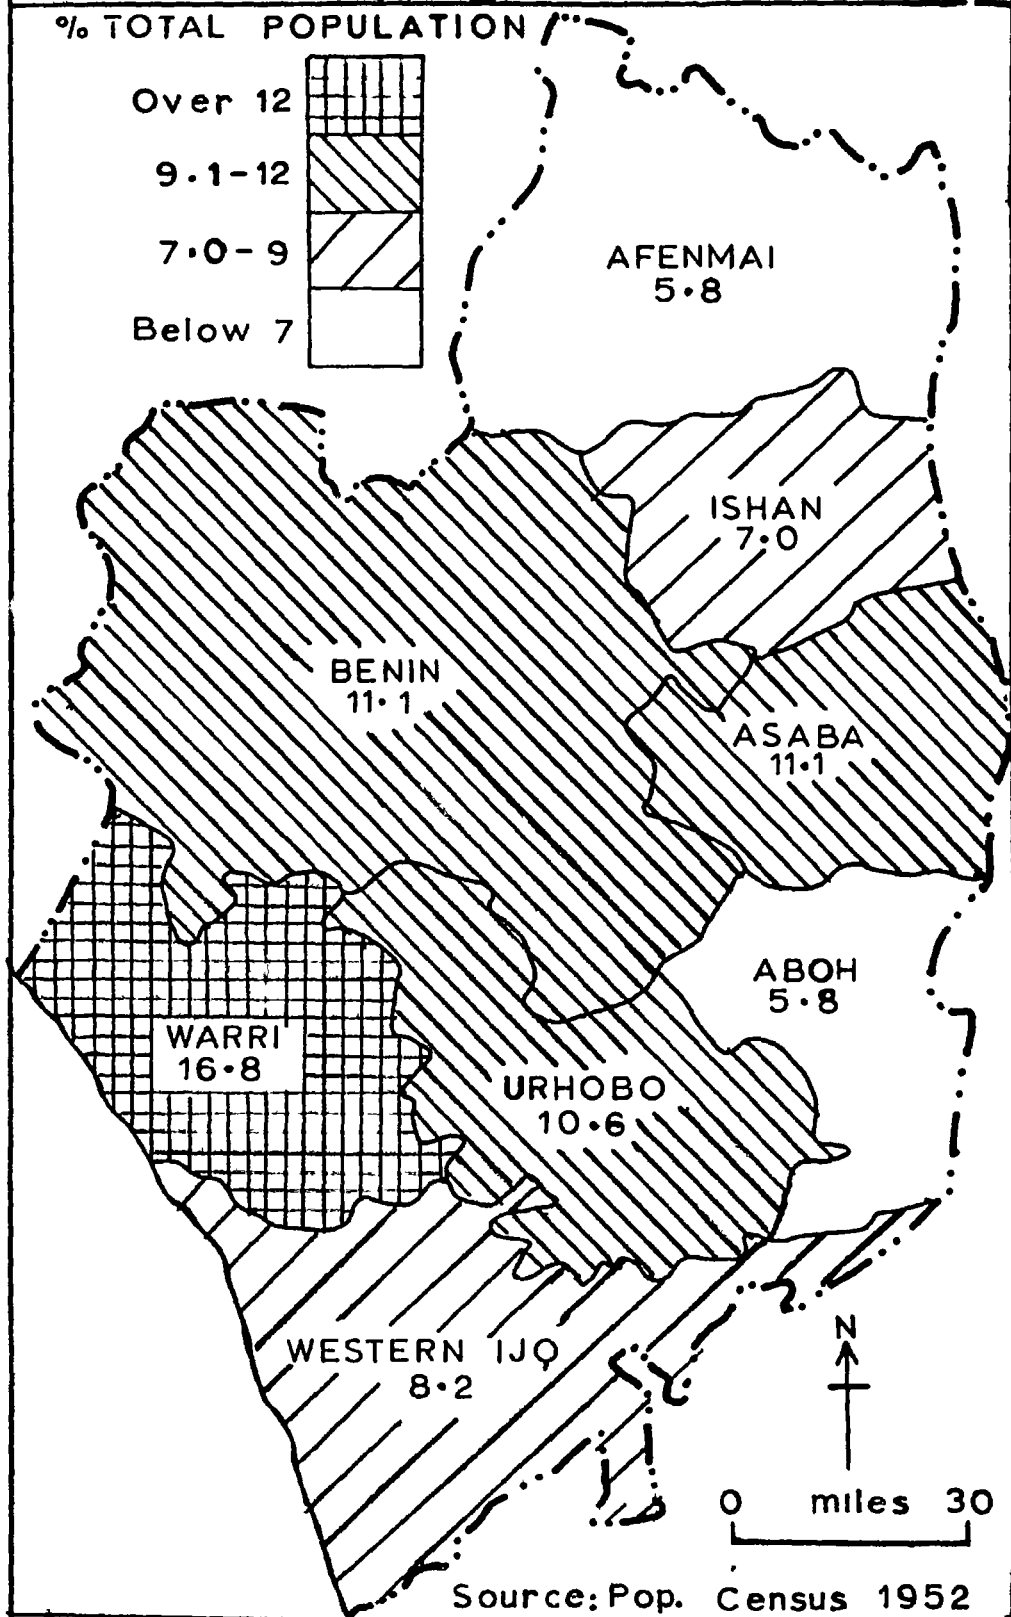 % TOTAL POPULATION
Over 12
9.1-12
7.0-9
Below 7
AFENMAI
5.8
ISHAN
7.0
BENIN
11.1
ASABA
11.1
ABOH
5.8
WARRI
16.8
URHOBO
10.6
WESTERN IJO
8.2
N
0 miles 30
Source: Pop. Census 1952